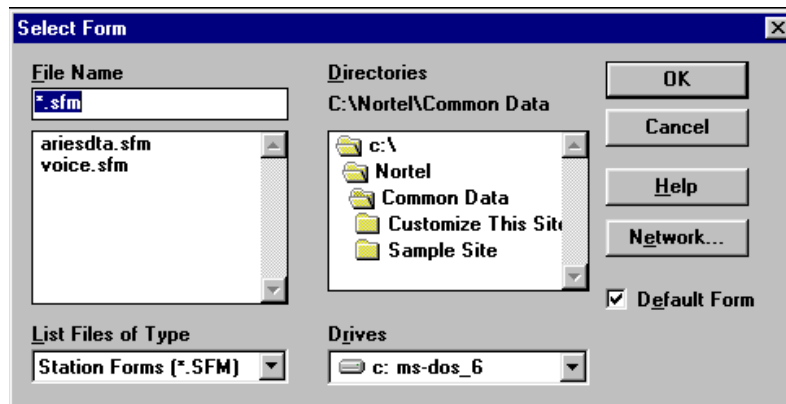 Select Form
File Name
*.sfm
ariesdta.sfm
voice.sfm
List Files of Type
Station Forms (*.SFM)
Directories
C:\Nortel\Common Data
c:\
Nortel
Common Data
Customize This Site
Sample Site
Drives
c: ms-dos_6
OK
Cancel
Help
Network...
Default Form